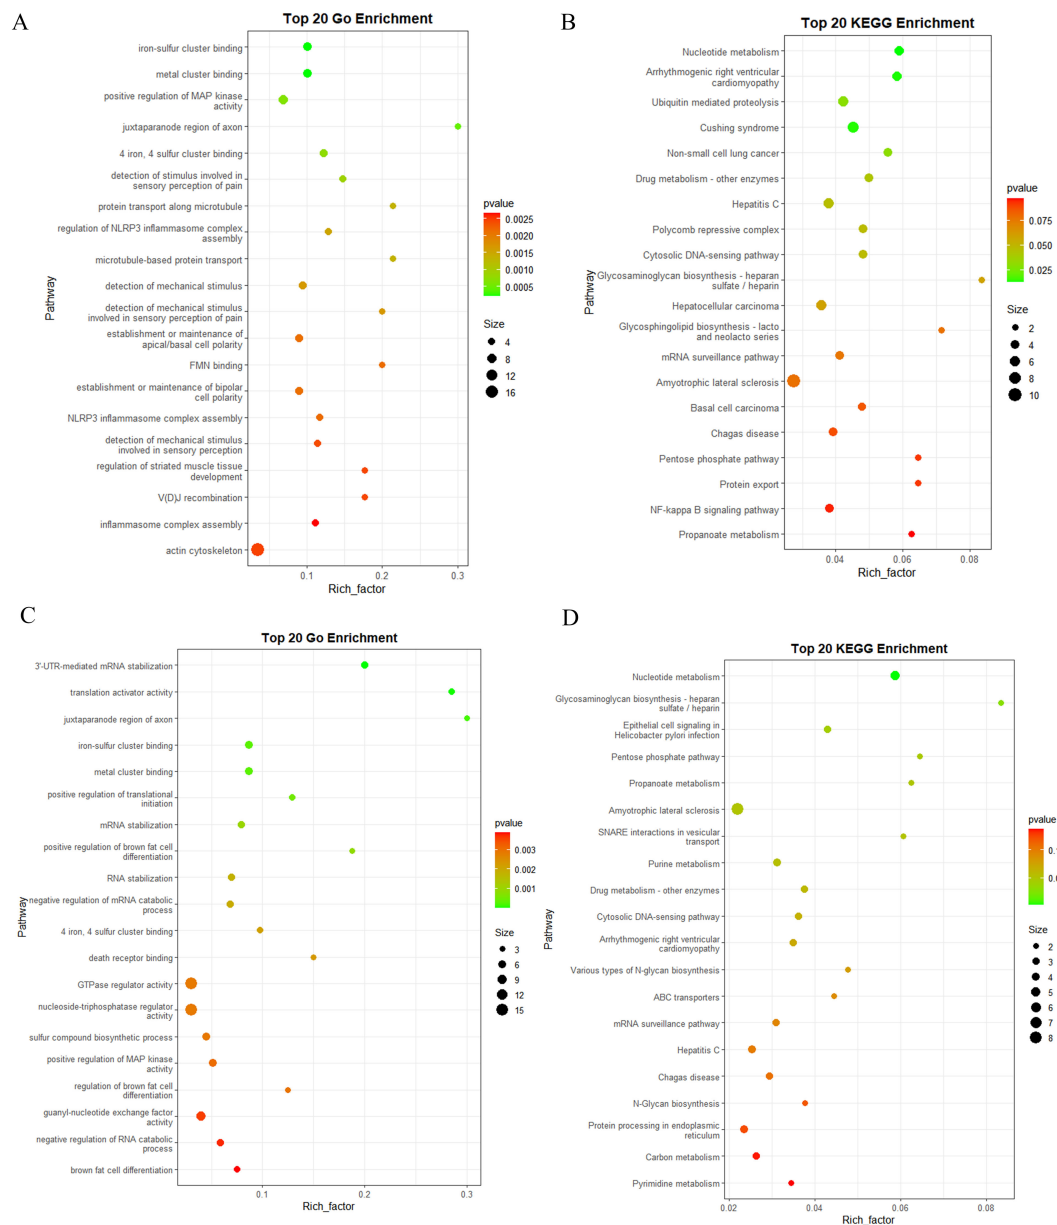 A
Top 20 Go Enrichment
iron-sulfur cluster binding
metal cluster binding
positive regulation of MAP kinase
activity
juxtaparanode region of axon
4 iron, 4 sulfur cluster binding
detection of stimulus involved in
sensory perception of pain
protein transport along microtubule
regulation of NLRP3 inflammasome complex
assembly
microtubule-based protein transport
detection of mechanical stimulus
detection of mechanical stimulus
involved in sensory perception of pain
establishment or maintenance of
apical/basal cell polarity
FMN binding
establishment or maintenance of bipolar
cell polarity
NLRP3 inflammasome complex assembly
detection of mechanical stimulus
involved in sensory perception
regulation of striated muscle tissue
development
V(D)J recombination
inflammasome complex assembly
actin cytoskeleton
Pathway
0.1
0.2
0.3
Rich_factor
pvalue
0.0025
0.0020
0.0015
0.0010
0.0005
Size
4
8
12
16
B
Top 20 KEGG Enrichment
Nucleotide metabolism
Arrhythmogenic right ventricular
cardiomyopathy
Ubiquitin mediated proteolysis
Cushing syndrome
Non-small cell lung cancer
Drug metabolism - other enzymes
Hepatitis C
Polycomb repressive complex
Cytosolic DNA-sensing pathway
Glycosaminoglycan biosynthesis - heparan
sulfate / heparin
Hepatocellular carcinoma
Glycosphingolipid biosynthesis - lacto
and neolacto series
mRNA surveillance pathway
Amyotrophic lateral sclerosis
Basal cell carcinoma
Chagas disease
Pentose phosphate pathway
Protein export
NF-kappa B signaling pathway
Propanoate metabolism
Pathway
0.04
0.06
0.08
Rich_factor
pvalue
0.075
0.050
0.025
Size
2
4
6
8
10
C
Top 20 Go Enrichment
3'-UTR-mediated mRNA stabilization
translation activator activity
juxtaparanode region of axon
iron-sulfur cluster binding
metal cluster binding
positive regulation of translational
initiation
mRNA stabilization
positive regulation of brown fat cell
differentiation
RNA stabilization
negative regulation of mRNA catabolic
process
4 iron, 4 sulfur cluster binding
death receptor binding
GTPase regulator activity
nucleoside-triphosphatase regulator
activity
sulfur compound biosynthetic process
positive regulation of MAP kinase
activity
regulation of brown fat cell
differentiation
guanyl-nucleotide exchange factor
activity
negative regulation of RNA catabolic
process
brown fat cell differentiation
Pathway
0.1
0.2
0.3
Rich_factor
pvalue
0.003
0.002
0.001
Size
3
6
9
12
15
D
Top 20 KEGG Enrichment
Nucleotide metabolism
Glycosaminoglycan biosynthesis - heparan
sulfate / heparin
Epithelial cell signaling in
Helicobacter pylori infection
Pentose phosphate pathway
Propanoate metabolism
Amyotrophic lateral sclerosis
SNARE interactions in vesicular
transport
Purine metabolism
Drug metabolism - other enzymes
Cytosolic DNA-sensing pathway
Arrhythmogenic right ventricular
cardiomyopathy
Various types of N-glycan biosynthesis
ABC transporters
mRNA surveillance pathway
Hepatitis C
Chagas disease
N-Glycan biosynthesis
Protein processing in endoplasmic
reticulum
Carbon metabolism
Pyrimidine metabolism
Pathway
0.02
0.04
0.06
0.08
Rich_factor
pvalue
0.1
0.0
Size
2
3
4
5
6
7
8